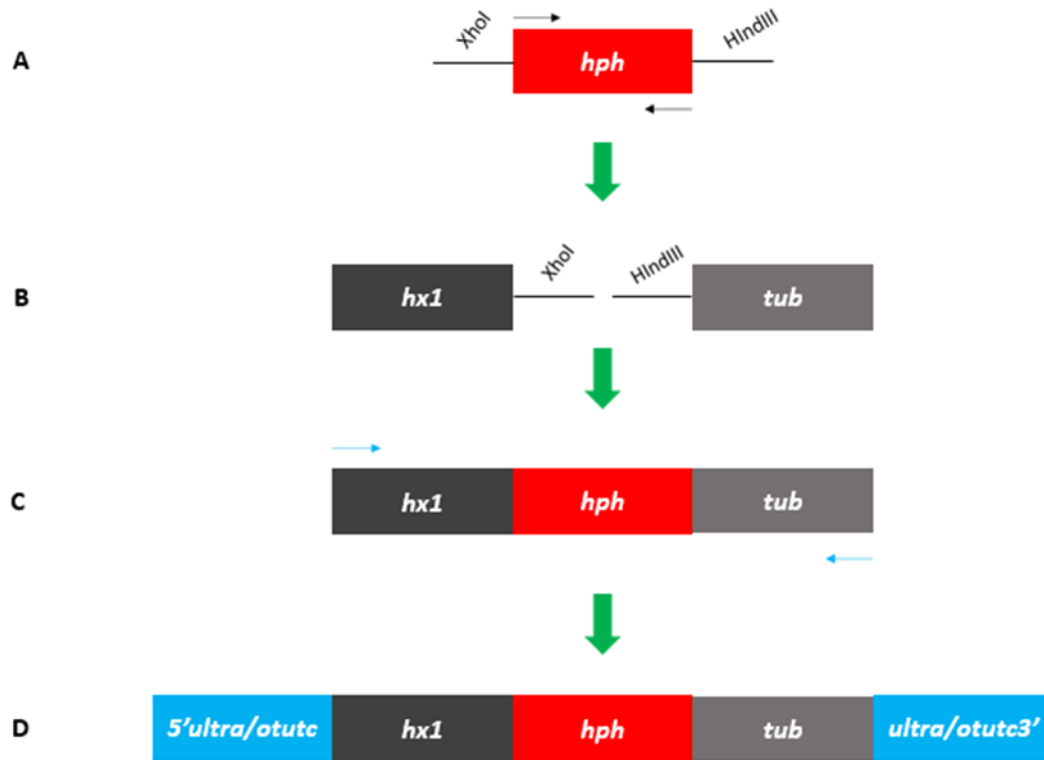 XhoI
HIndIII
A
hph
XhoI
HIndIII
B
hx1
tub
C
hx1 hph tub
D
5'ultra/otutc hx1 hph tub ultra/otutc3'